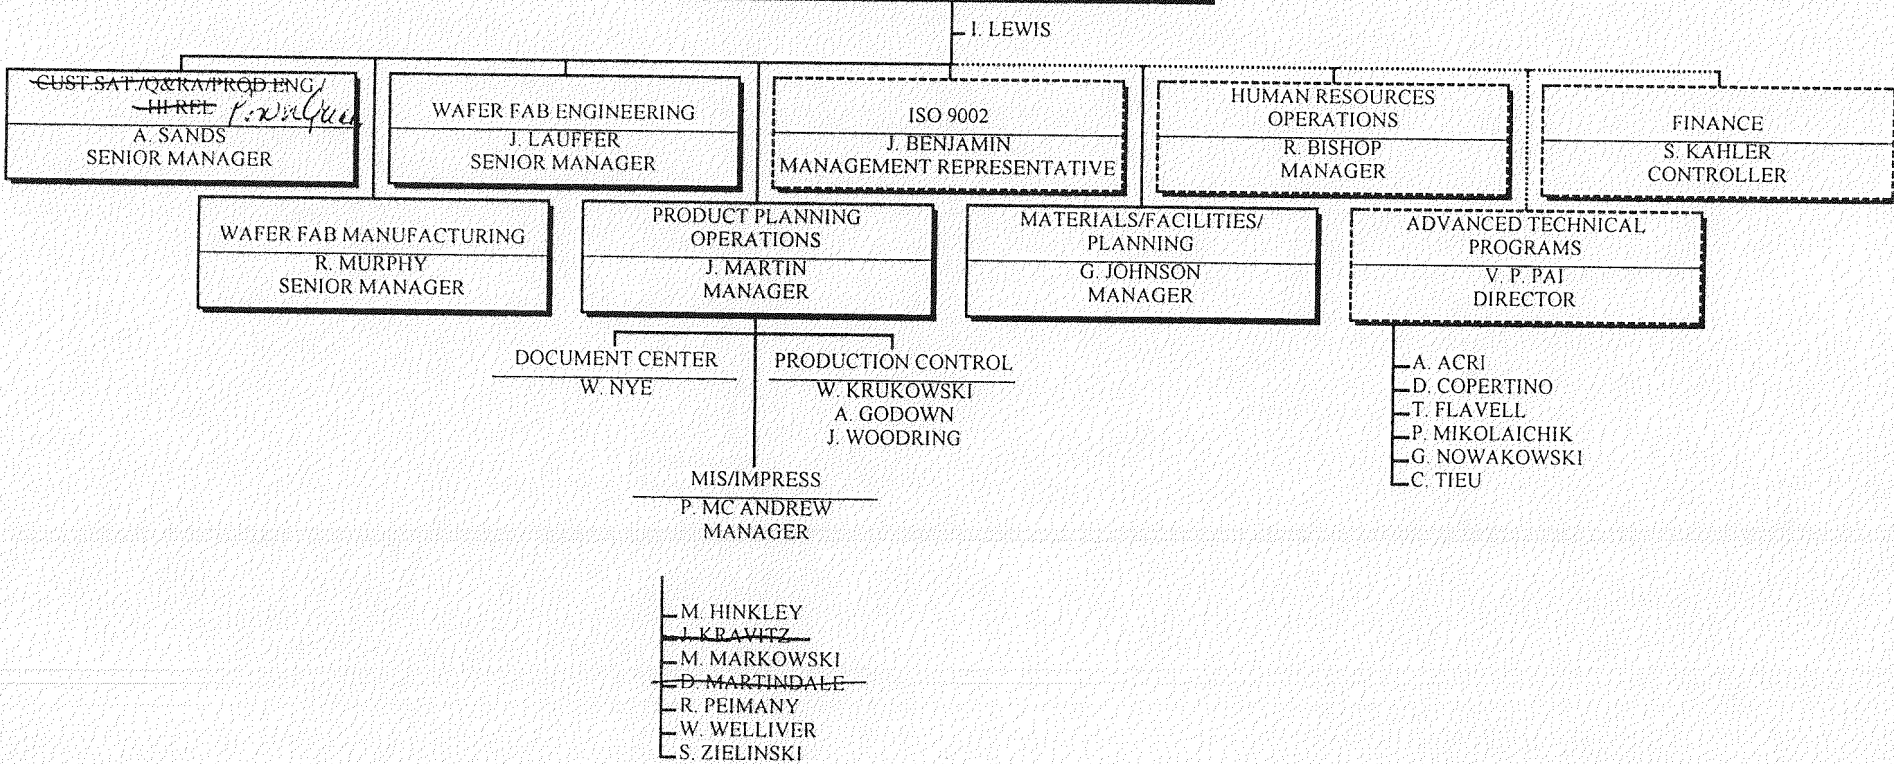 I. LEWIS
CUST SAT /Q&RA/PROD ENG /
HI REL
A. SANDS
SENIOR MANAGER
WAFER FAB ENGINEERING
J. LAUFFER
SENIOR MANAGER
ISO 9002
J. BENJAMIN
MANAGEMENT REPRESENTATIVE
HUMAN RESOURCES
OPERATIONS
R. BISHOP
MANAGER
FINANCE
S. KAHLER
CONTROLLER
WAFER FAB MANUFACTURING
R. MURPHY
SENIOR MANAGER
PRODUCT PLANNING
OPERATIONS
J. MARTIN
MANAGER
MATERIALS/FACILITIES/
PLANNING
G. JOHNSON
MANAGER
ADVANCED TECHNICAL
PROGRAMS
V. P. PAI
DIRECTOR
DOCUMENT CENTER
W. NYE
PRODUCTION CONTROL
W. KRUKOWSKI
A. GODOWN
J. WOODRING
MIS/IMPRESS
P. MC ANDREW
MANAGER
A. ACRI
D. COPERTINO
T. FLAVELL
P. MIKOLAICHIK
G. NOWAKOWSKI
C. TIEU
M. HINKLEY
J. KRAVITZ
M. MARKOWSKI
D. MARTINDALE
R. PEIMANY
W. WELLIVER
S. ZIELINSKI